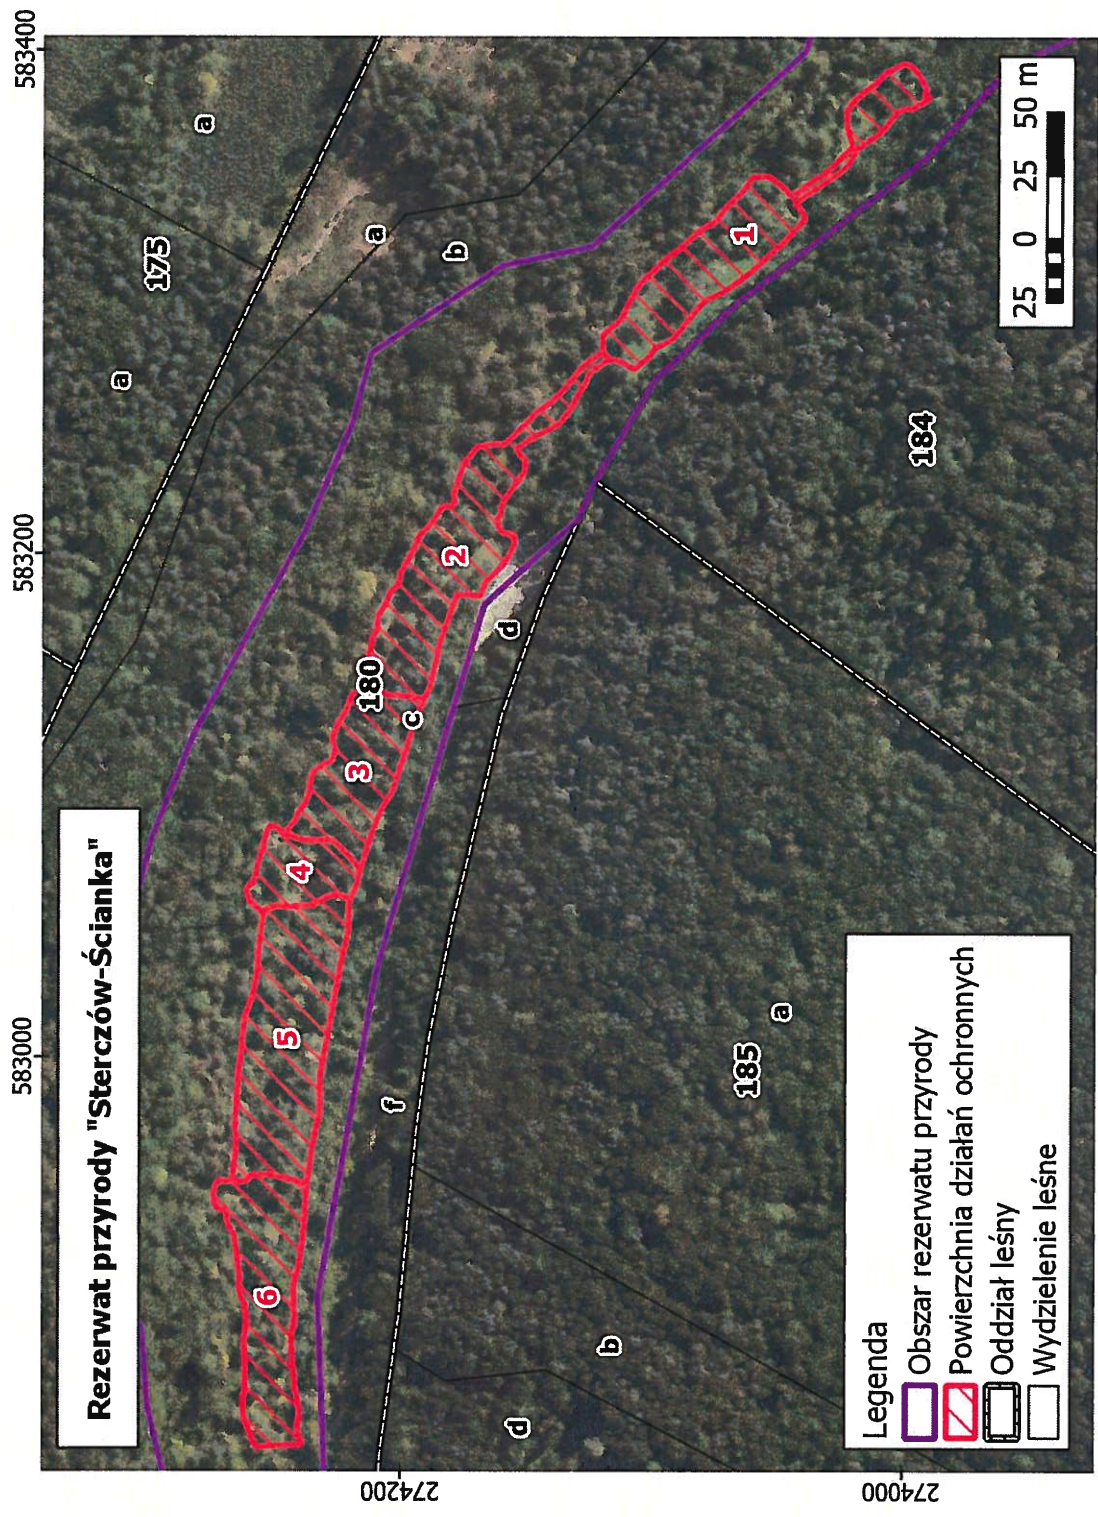 Rezerwat przyrody "Sterczów-Ścianka"
583000
583200
583400
274200
274000
175
a
a
a
b
180
c
d
f
184
185
a
b
d
1
2
3
4
5
6
Legenda
Obszar rezerwatu przyrody
Powierzchnia działań ochronnych
Oddział leśny
Wydzielenie leśne
25 0 25 50 m